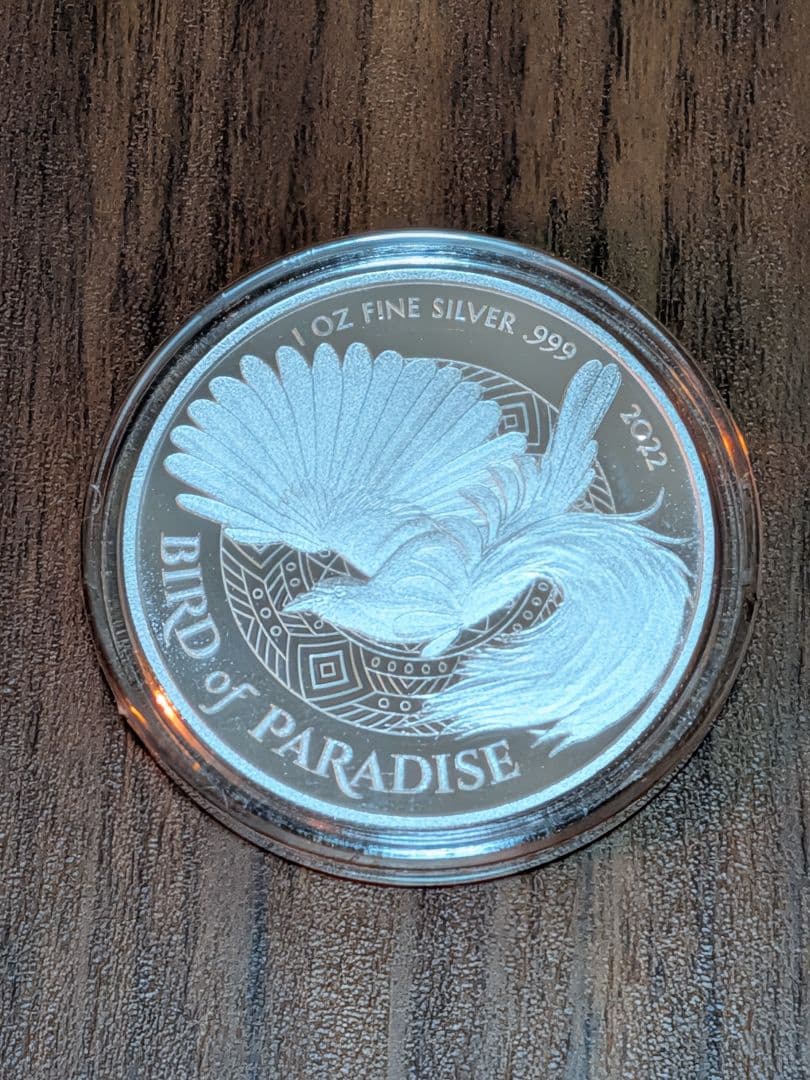 1 OZ FINE SILVER .999
2022
BIRD of PARADISE